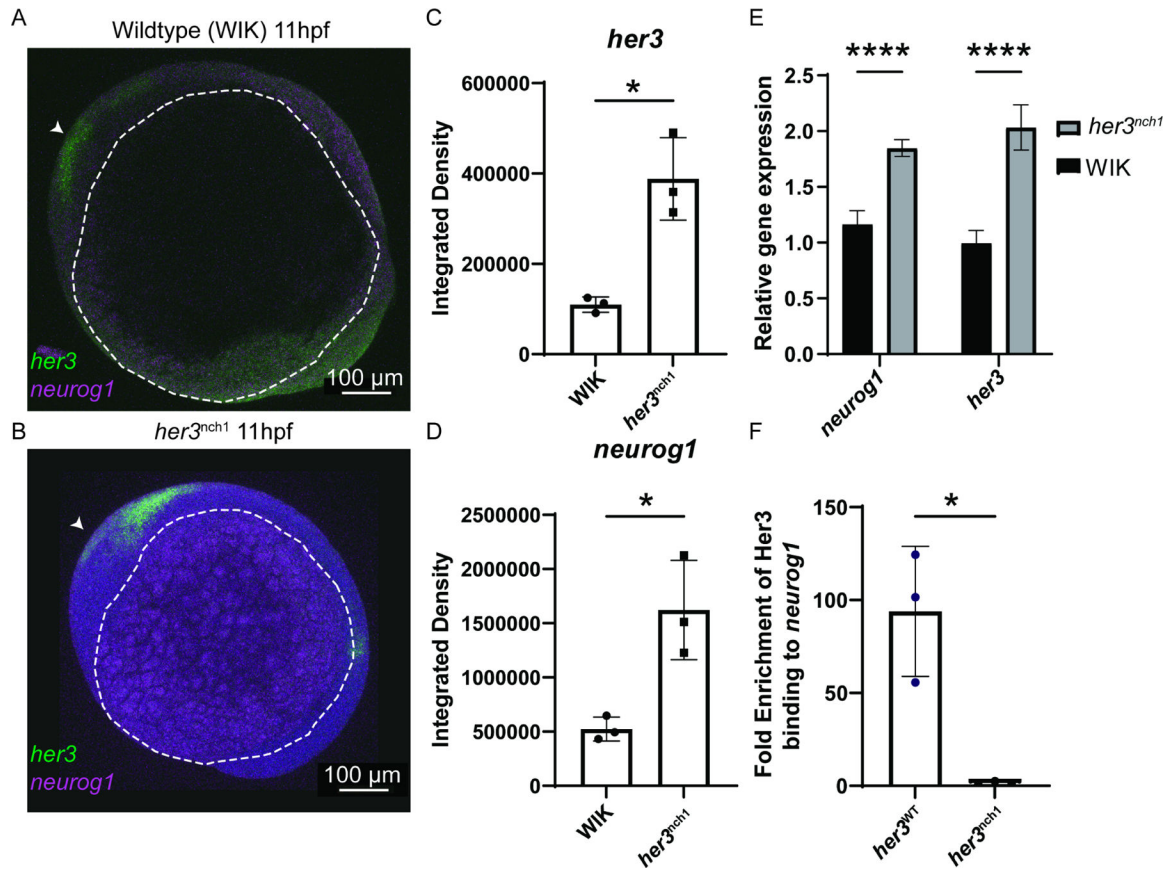 A
Wildtype (WIK) 11hpf
her3
neurog1
100 µm
B
her3nch1 11hpf
her3
neurog1
100 µm
C
her3
Integrated Density
600000
400000
200000
0
*
WIK
her3nch1
D
neurog1
Integrated Density
2500000
2000000
1500000
1000000
500000
0
*
WIK
her3nch1
E
Relative gene expression
2.5
2.0
1.5
1.0
0.5
0.0
**** ****
neurog1
her3
her3nch1
WIK
F
Fold Enrichment of Her3
binding to neurog1
150
100
50
0
*
her3WT
her3nch1